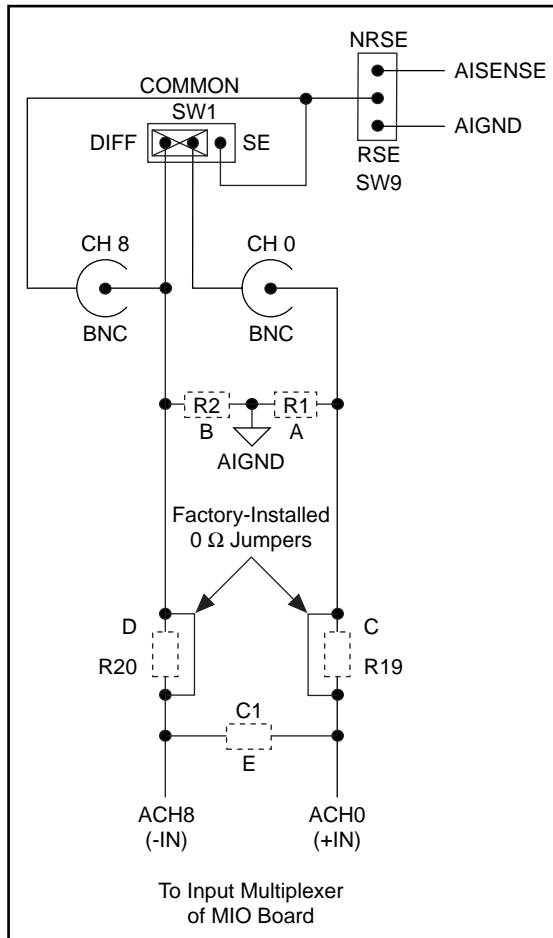 NRSE
AISENSE
COMMON
SW1
AIGND
DIFF
SE
RSE
SW9
CH 8
CH 0
BNC
BNC
R2
R1
B
A
AIGND
Factory-Installed
0 Ω Jumpers
D
C
R20
R19
C1
E
ACH8
(-IN)
ACH0
(+IN)
To Input Multiplexer
of MIO Board